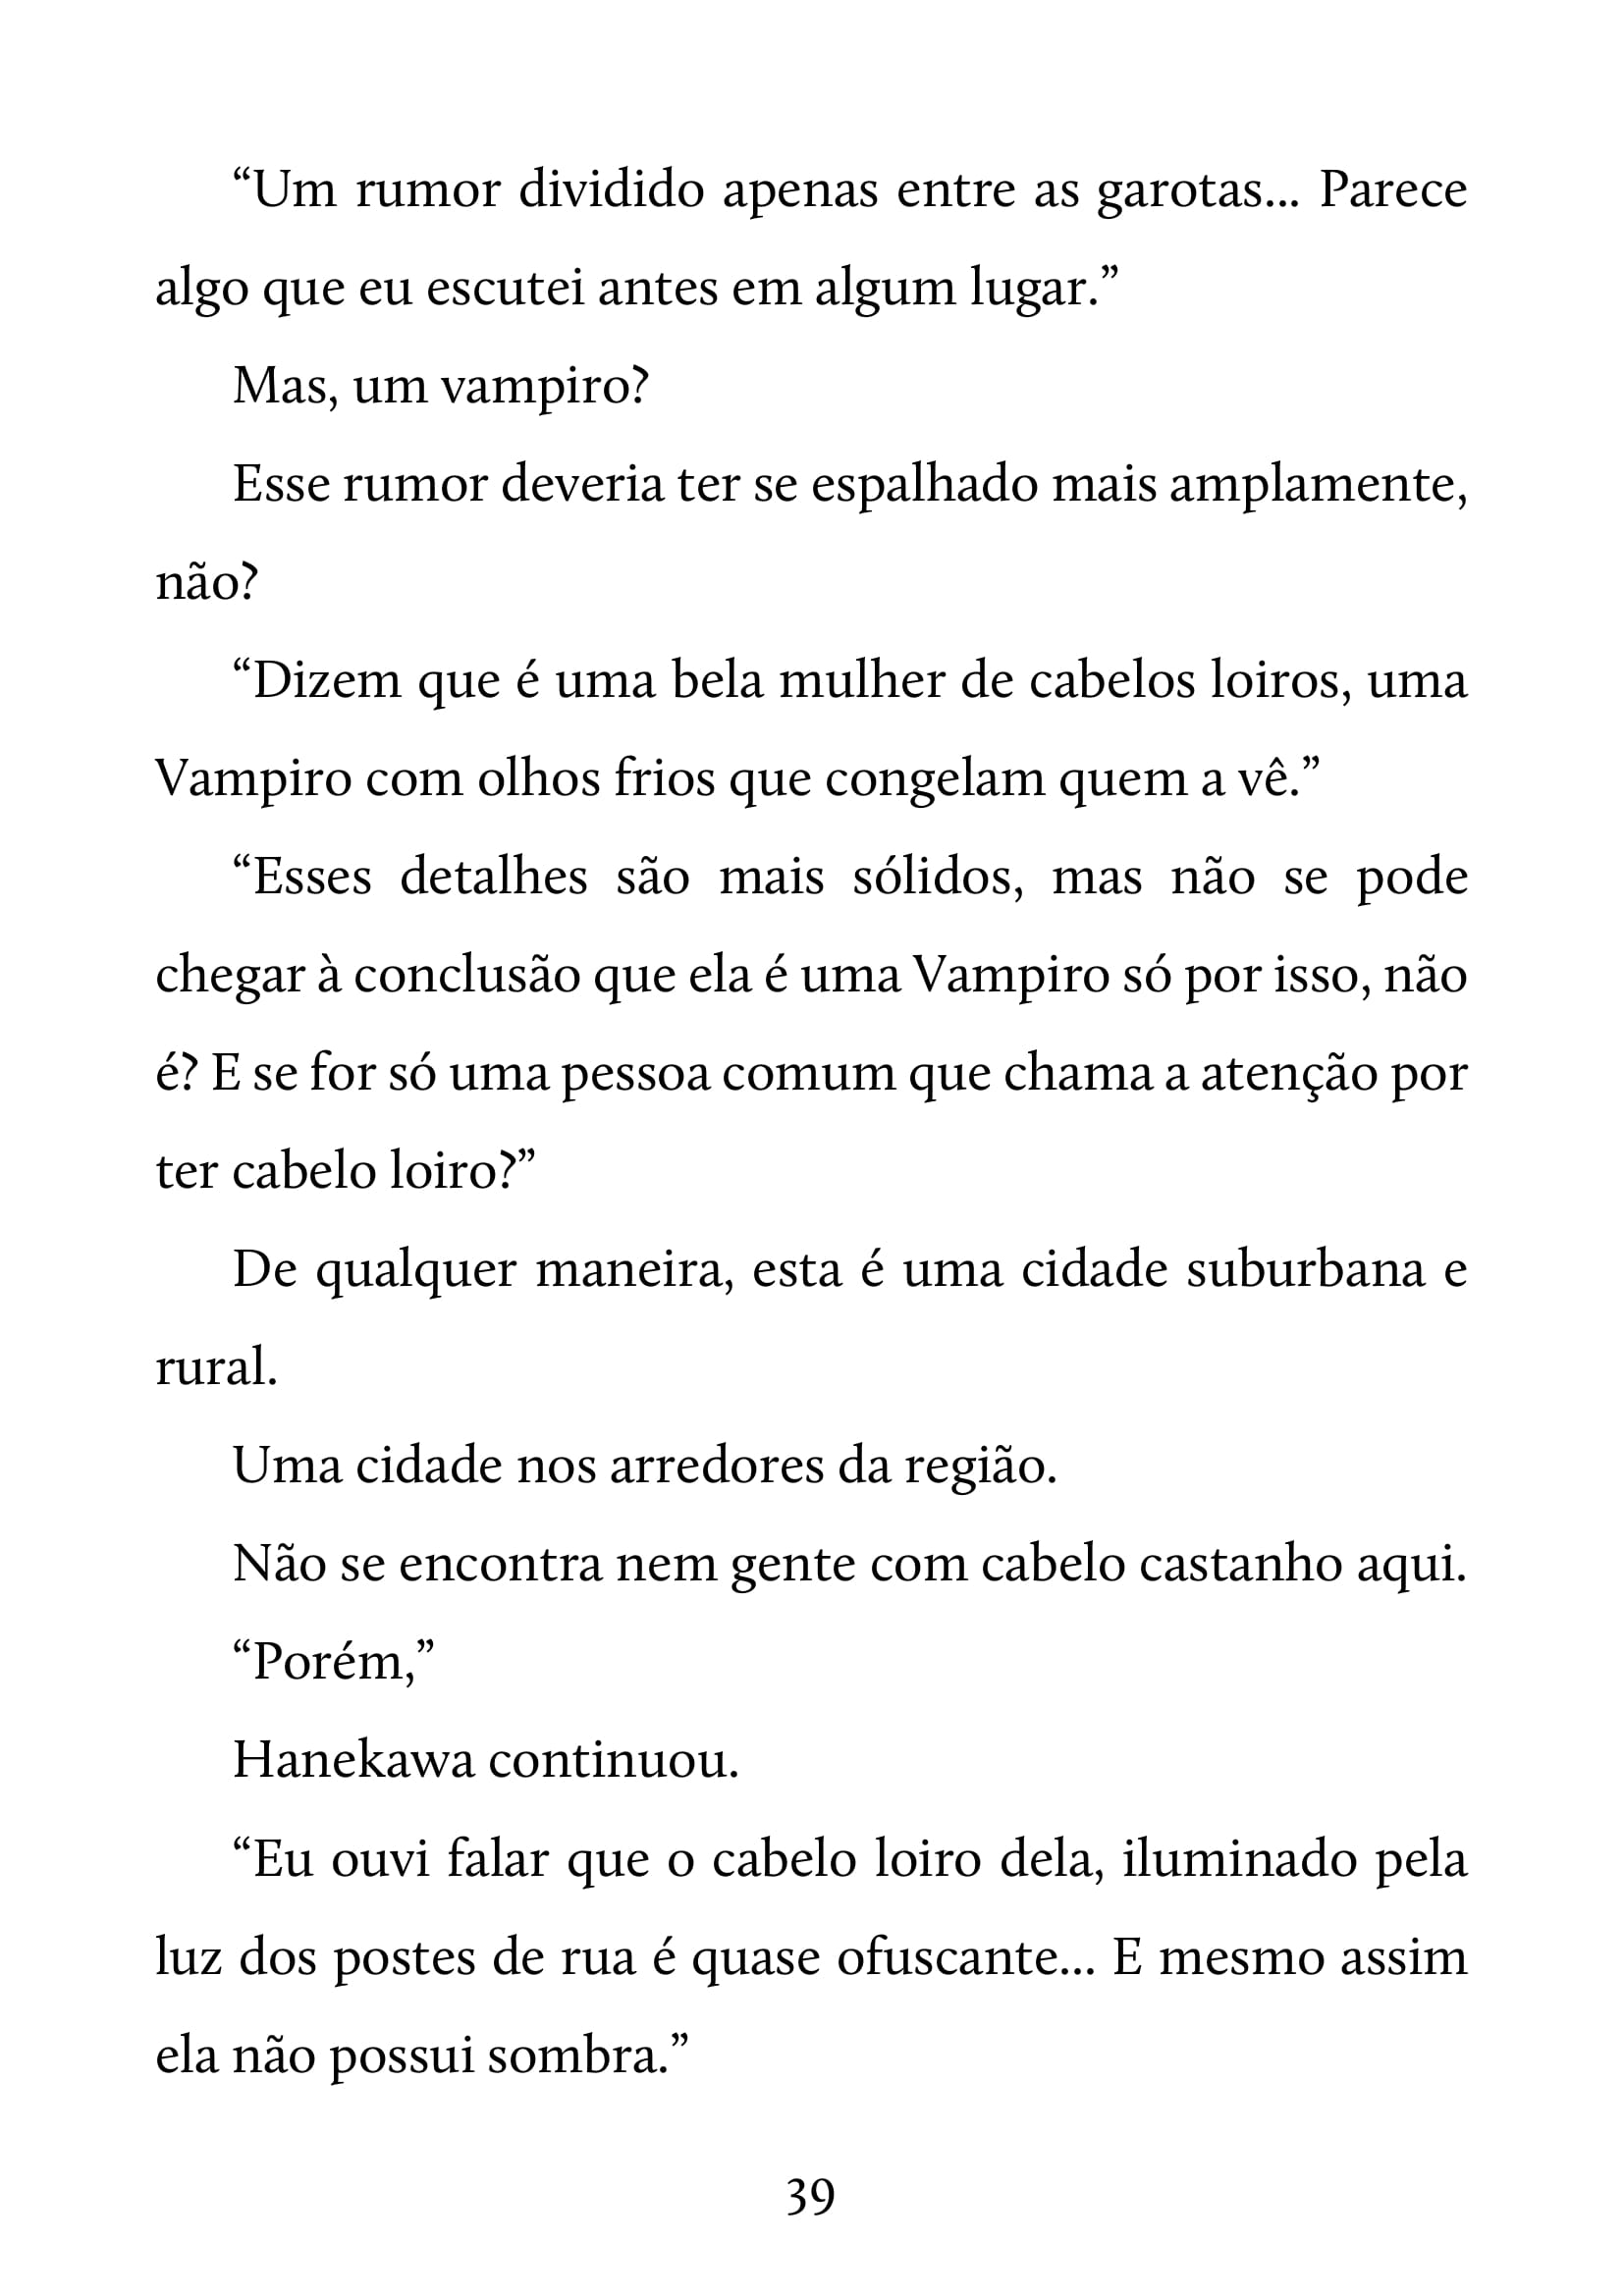 “Um rumor dividido apenas entre as garotas... Parece
algo que eu escutei antes em algum lugar.”
Mas, um vampiro?
Esse rumor deveria ter se espalhado mais amplamente,
não?
“Dizem que é uma bela mulher de cabelos loiros, uma
Vampiro com olhos frios que congelam quem a vê.”
“Esses detalhes são mais sólidos, mas não se pode
chegar à conclusão que ela é uma Vampiro só por isso, não
é? E se for só uma pessoa comum que chama a atenção por
ter cabelo loiro?”
De qualquer maneira, esta é uma cidade suburbana e
rural.
Uma cidade nos arredores da região.
Não se encontra nem gente com cabelo castanho aqui.
“Porém,”
Hanekawa continuou.
“Eu ouvi falar que o cabelo loiro dela, iluminado pela
luz dos postes de rua é quase ofuscante... E mesmo assim
ela não possui sombra.”
39